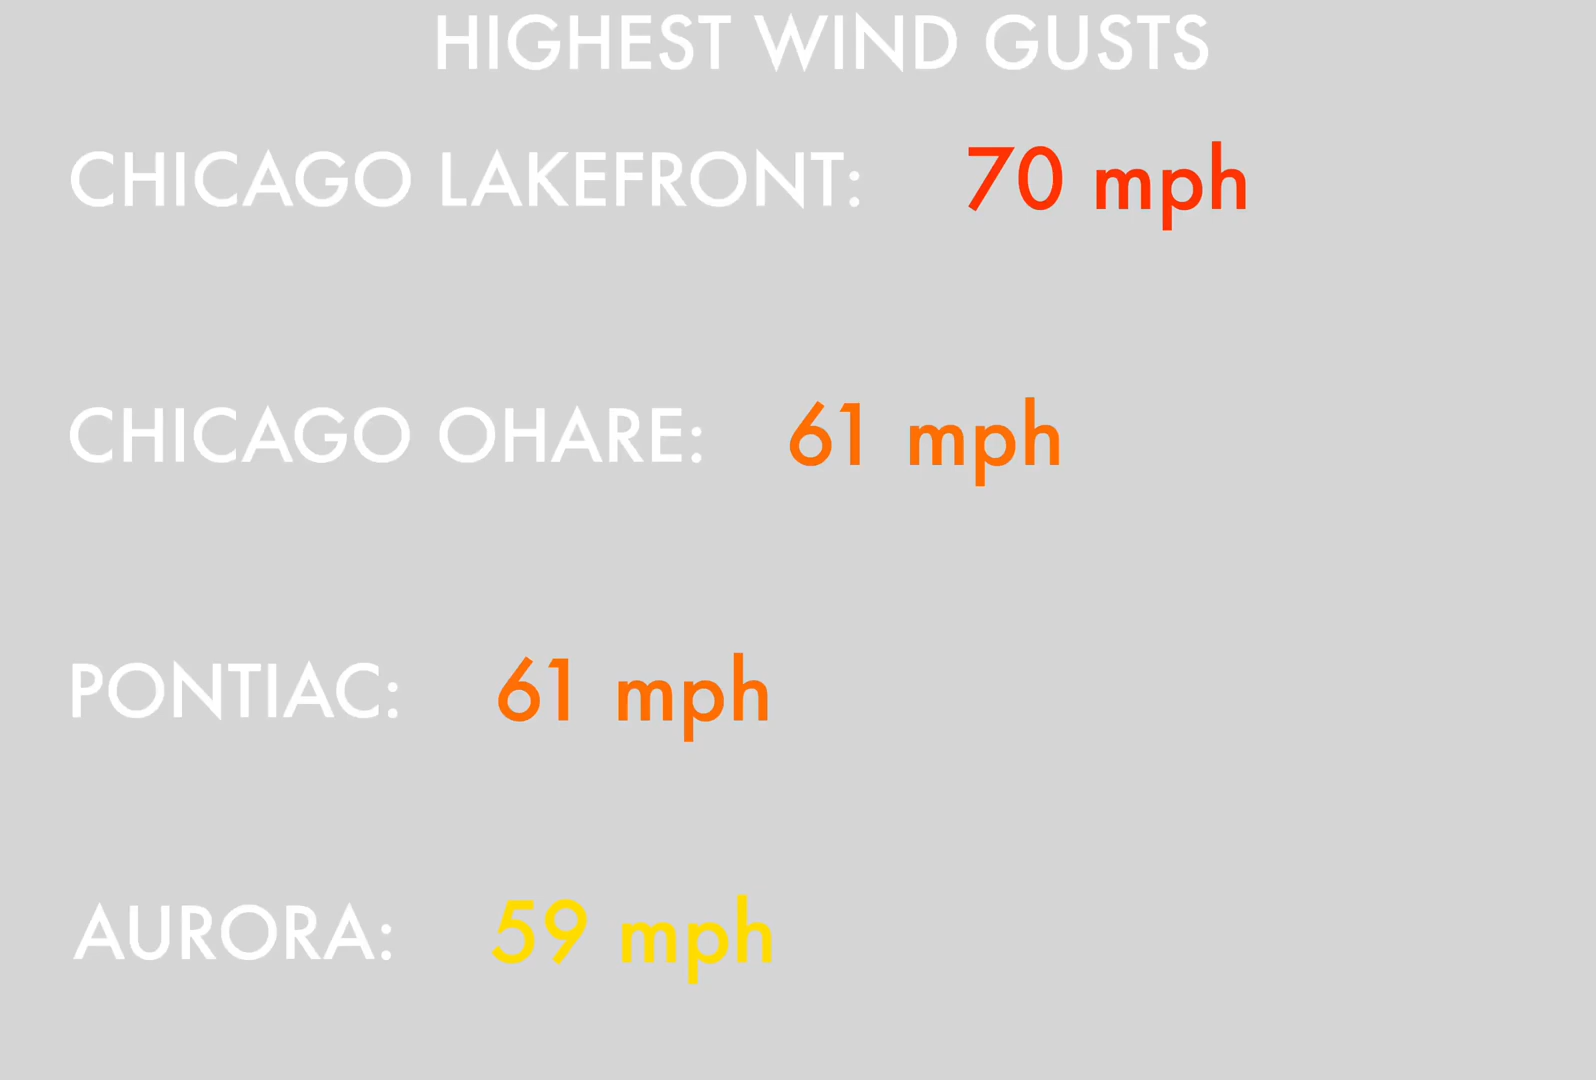 HIGHEST WIND GUSTS
CHICAGO LAKEFRONT: 70 mph
CHICAGO OHARE: 61 mph
PONTIAC: 61 mph
AURORA: 59 mph